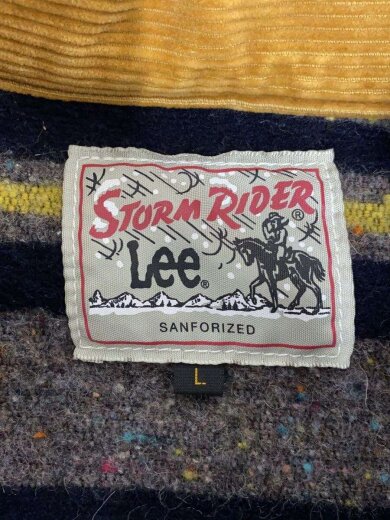 STORM RIDER
®
Lee®
SANFORIZED
L